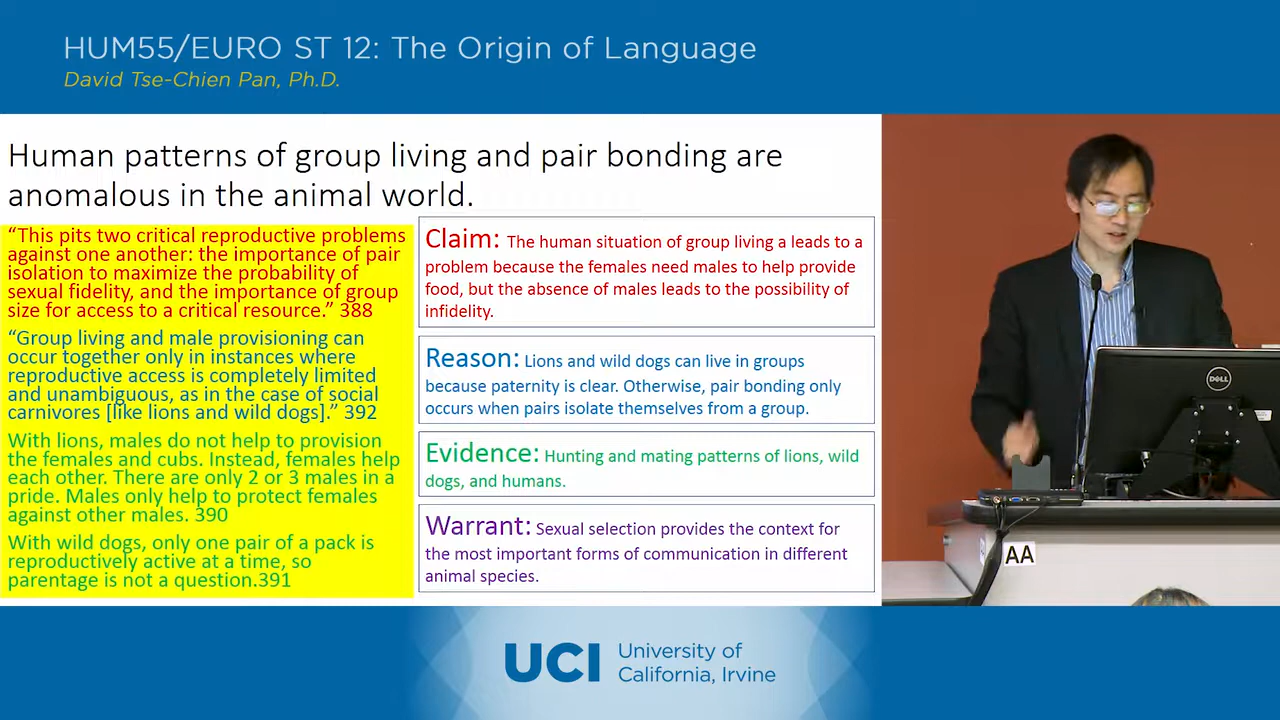 HUM55/EURO ST 12: The Origin of Language
David Tse-Chien Pan, Ph.D.
Human patterns of group living and pair bonding are
anomalous in the animal world.
“This pits two critical reproductive problems
against one another: the importance of pair
isolation to maximize the probability of
sexual fidelity, and the importance of group
size for access to a critical resource.” 388
“Group living and male provisioning can
occur together only in instances where
reproductive access is completely limited
and unambiguous, as in the case of social
carnivores [like lions and wild dogs].” 392
With lions, males do not help to provision
the females and cubs. Instead, females help
each other. There are only 2 or 3 males in a
pride. Males only help to protect females
against other males. 390
With wild dogs, only one pair of a pack is
reproductively active at a time, so
parentage is not a question.391
Claim: The human situation of group living a leads to a
problem because the females need males to help provide
food, but the absence of males leads to the possibility of
infidelity.
Reason: Lions and wild dogs can live in groups
because paternity is clear. Otherwise, pair bonding only
occurs when pairs isolate themselves from a group.
Evidence: Hunting and mating patterns of lions, wild
dogs, and humans.
Warrant: Sexual selection provides the context for
the most important forms of communication in different
animal species.
DELL
AA
UCI University of
California, Irvine